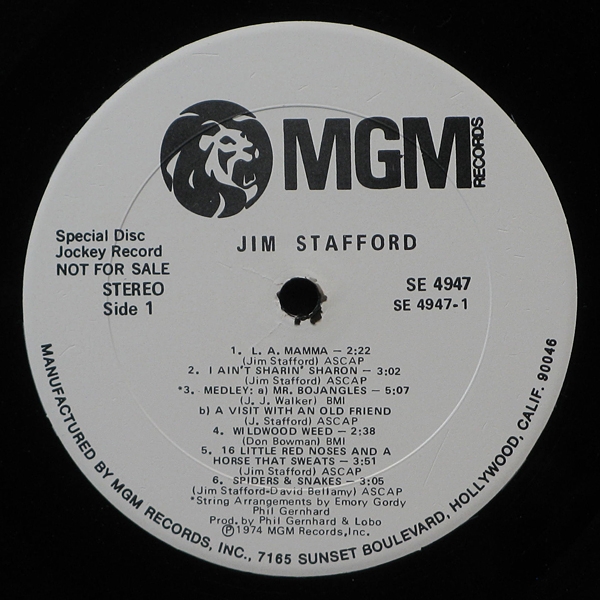 MGM
RECORDS
JIM STAFFORD
Special Disc
Jockey Record
NOT FOR SALE
STEREO
Side 1
SE 4947
SE 4947-1
1. L. A. MAMMA — 2:22
(Jim Stafford) ASCAP
2. I AIN'T SHARIN' SHARON — 3:02
(Jim Stafford) ASCAP
*3. MEDLEY: a) MR. BOJANGLES — 5:07
(J. J. Walker) BMI
b) A VISIT WITH AN OLD FRIEND
(J. Stafford) ASCAP
4. WILDWOOD WEED — 2:38
(Don Bowman) BMI
5. 16 LITTLE RED NOSES AND A
HORSE THAT SWEATS — 3:51
(Jim Stafford) ASCAP
6. SPIDERS & SNAKES — 3:05
(Jim Stafford-David Bellamy) ASCAP
*String Arrangements by Emory Gordy
Phil Gernhard
Prod. by Phil Gernhard & Lobo
Ⓟ1974 MGM Records, Inc.
MANUFACTURED BY MGM RECORDS, INC., 7165 SUNSET BOULEVARD, HOLLYWOOD, CALIF. 90046